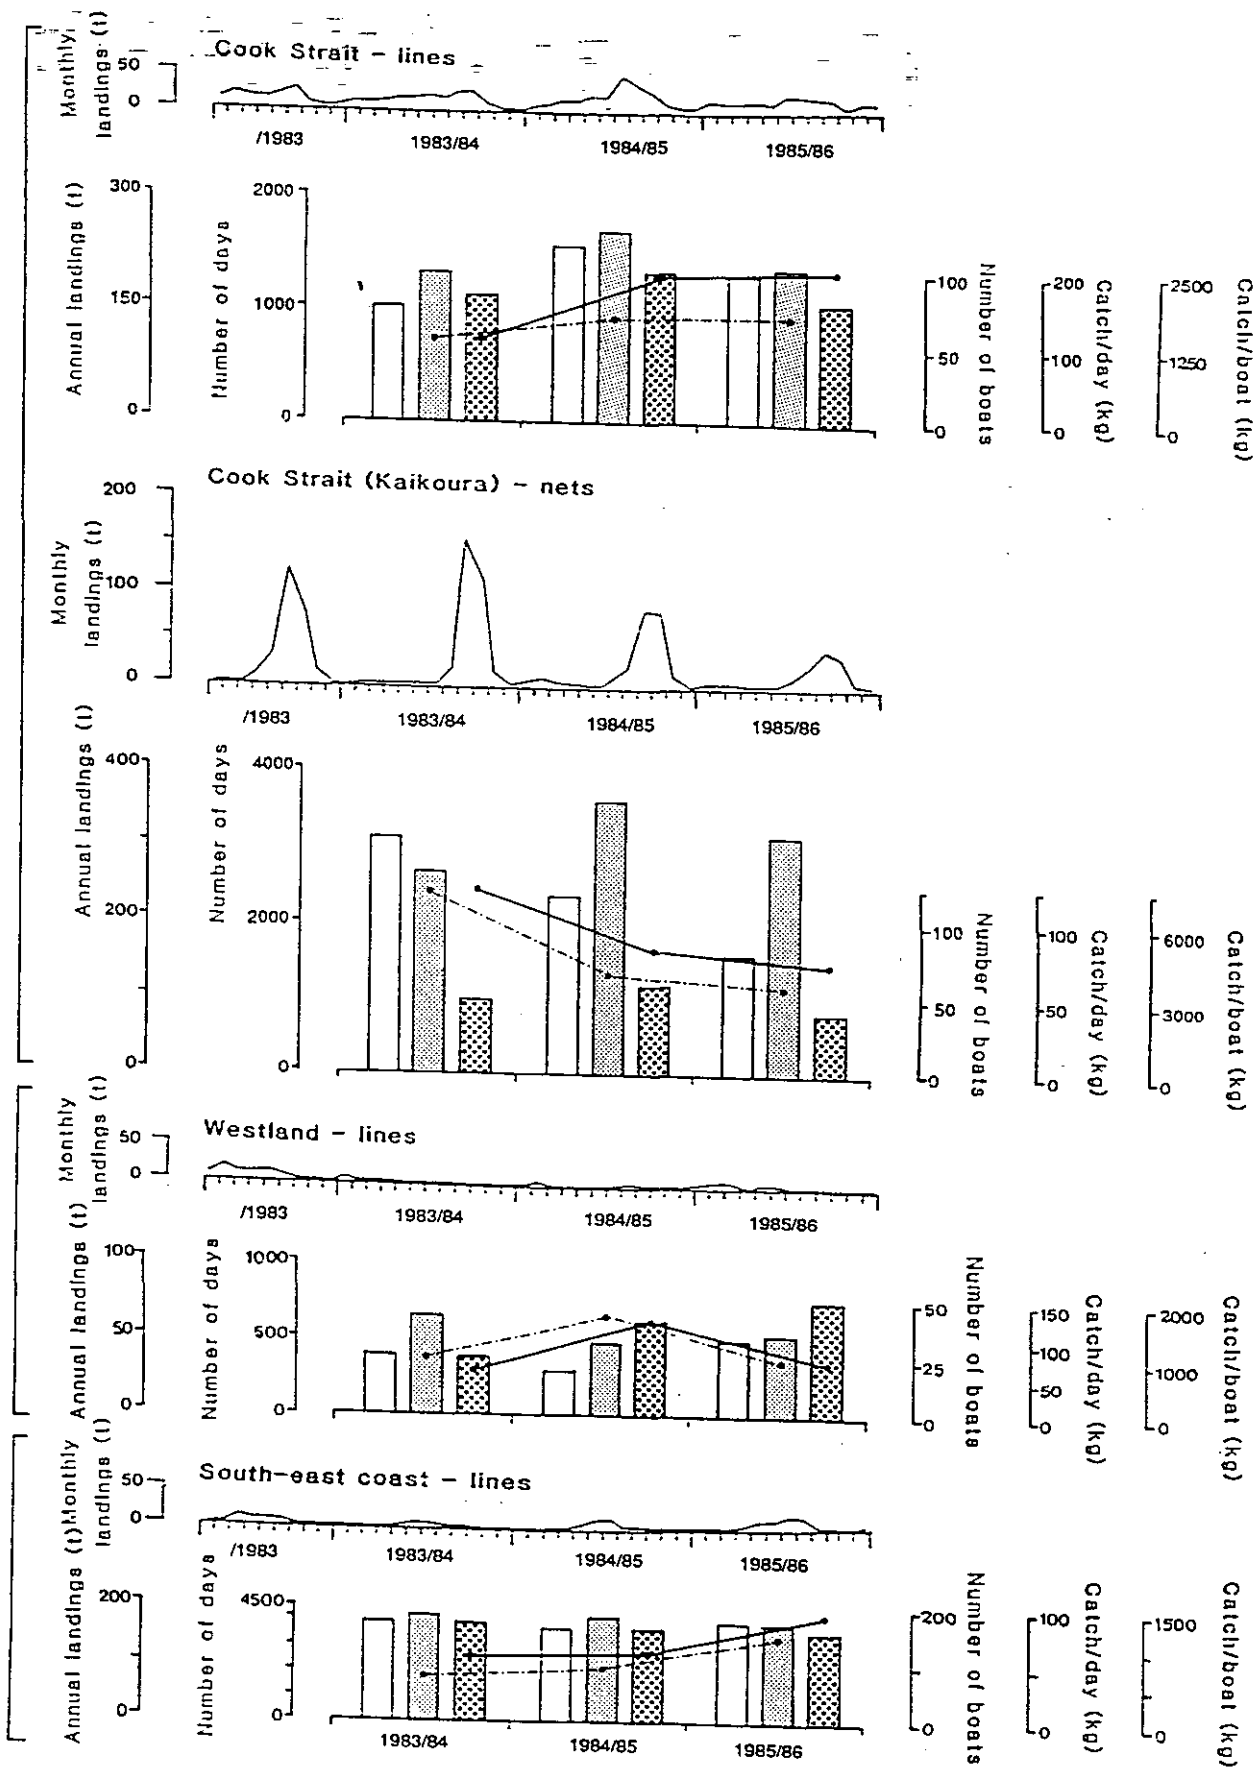 Cook Strait – lines
Monthly
landings (t)
50
0
/1983 1983/84 1984/85 1985/86
Annual landings (t)
300
150
0
Number of days
2000
1000
0
100
50
0
Number of boats
200
100
0
Catch/day (kg)
2500
1250
0
Catch/boat (kg)
Cook Strait (Kaikoura) – nets
Monthly
landings (t)
200
100
0
/1983 1983/84 1984/85 1985/86
Annual landings (t)
400
200
0
Number of days
4000
2000
0
100
50
0
Number of boats
100
50
0
Catch/day (kg)
6000
3000
0
Catch/boat (kg)
Westland – lines
Monthly
landings (t)
50
0
/1983 1983/84 1984/85 1985/86
Annual landings (t)
100
50
0
Number of days
1000
500
0
50
25
0
Number of boats
150
100
50
0
Catch/day (kg)
2000
1000
0
Catch/boat (kg)
South-east coast – lines
Monthly
landings (t)
50
0
/1983 1983/84 1984/85 1985/86
Annual landings (t)
200
0
Number of days
4500
0
200
0
Number of boats
100
0
Catch/day (kg)
1500
0
Catch/boat (kg)
1983/84 1984/85 1985/86